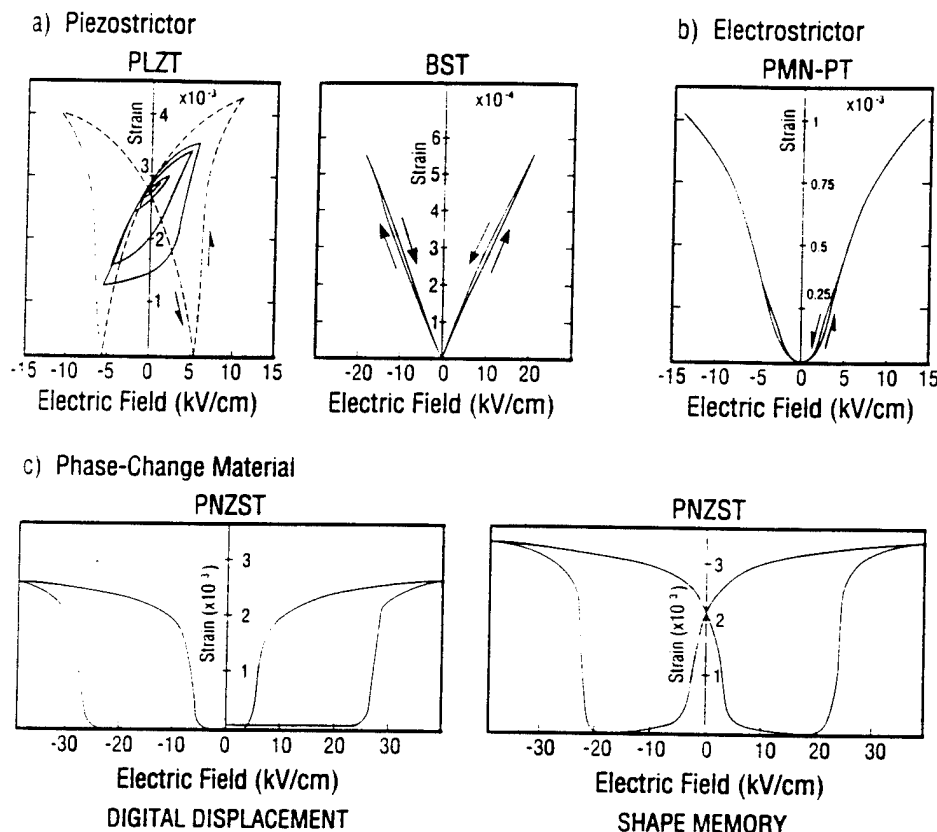 a) Piezostrictor
PLZT
x10⁻³
Strain
4
3
2
1
-15 -10 -5 0 5 10 15
Electric Field (kV/cm)
BST
x10⁻⁴
Strain
6
5
4
3
2
1
-20 -10 0 10 20
Electric Field (kV/cm)
b) Electrostrictor
PMN-PT
x10⁻³
Strain
1
0.75
0.5
0.25
-15 -10 -5 0 5 10 15
Electric Field (kV/cm)
c) Phase-Change Material
PNZST
Strain (x10⁻³)
3
2
1
-30 -20 -10 0 10 20 30
Electric Field (kV/cm)
DIGITAL DISPLACEMENT
PNZST
Strain (x10⁻³)
3
2
1
-30 -20 -10 0 10 20 30
Electric Field (kV/cm)
SHAPE MEMORY